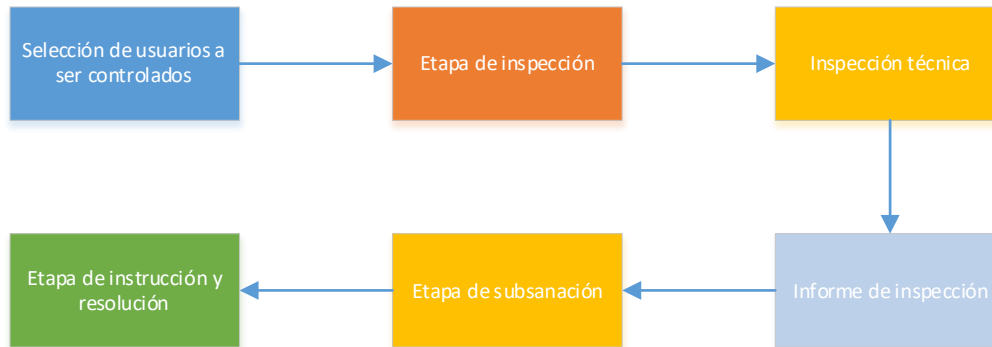 Selección de usuarios a
ser controlados
Etapa de inspección
Inspección técnica
Etapa de instrucción y
resolución
Etapa de subsanación
Informe de inspección